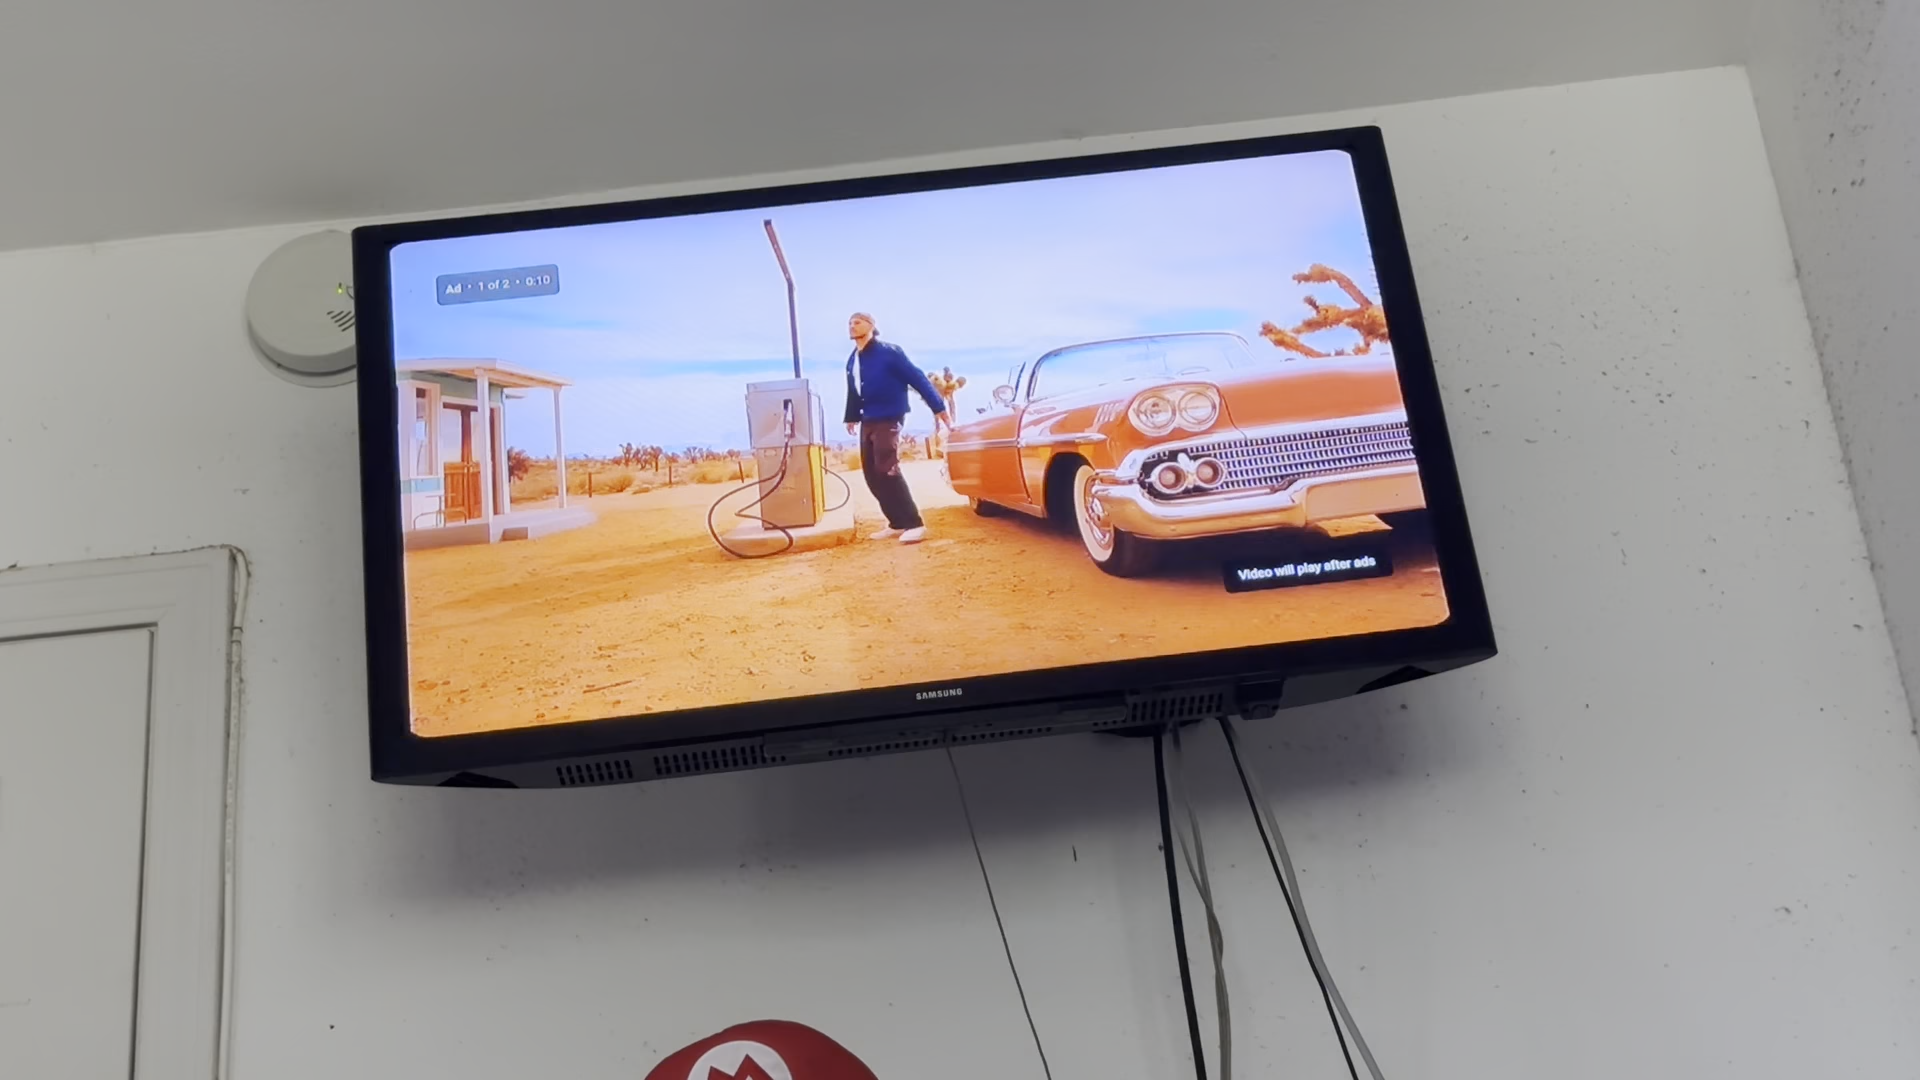 Ad • 1 of 2 • 0:10
Video will play after ads
SAMSUNG
M